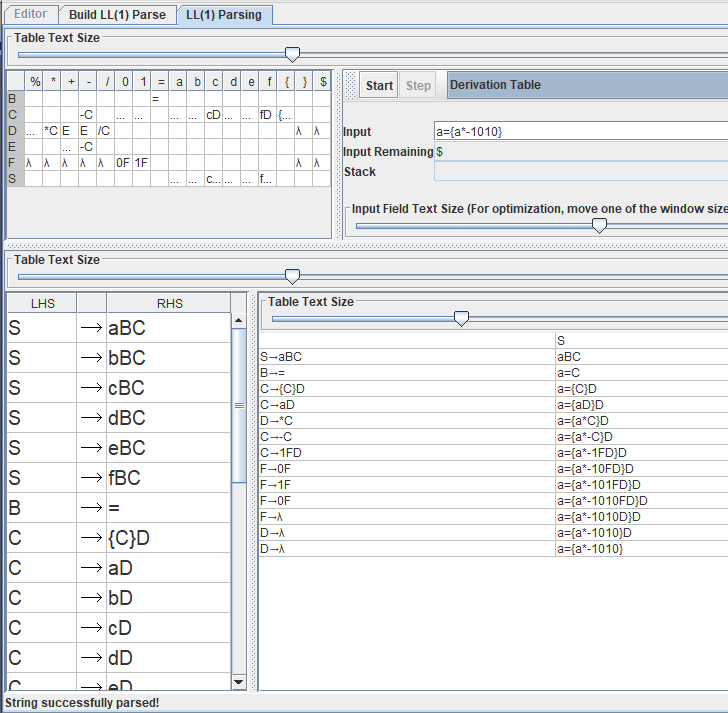 Editor Build LL(1) Parse LL(1) Parsing
Table Text Size
% * + - / 0 1 = a b c d e f { } $
B =
C -C ... ... ... ... cD ... ... fD {...
D ... *C E E /C λ λ
E ... -C
F λ λ λ λ λ 0F 1F λ λ
S ... ... c... ... ... f...
Start Step Derivation Table
Input a={a*-1010}
Input Remaining $
Stack
Input Field Text Size (For optimization, move one of the window size
Table Text Size
LHS RHS
S → aBC
S → bBC
S → cBC
S → dBC
S → eBC
S → fBC
B → =
C → {C}D
C → aD
C → bD
C → cD
C → dD
C → eD
Table Text Size
S
S→aBC aBC
B→= a=C
C→{C}D a={C}D
C→aD a={aD}D
D→*C a={a*C}D
C→-C a={a*-C}D
C→1FD a={a*-1FD}D
F→0F a={a*-10FD}D
F→1F a={a*-101FD}D
F→0F a={a*-1010FD}D
F→λ a={a*-1010D}D
D→λ a={a*-1010}D
D→λ a={a*-1010}
String successfully parsed!